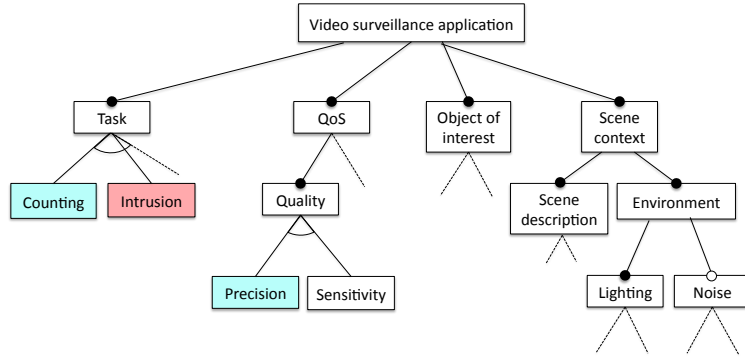 Video surveillance application
Task
QoS
Object of
interest
Scene
context
Counting
Intrusion
Quality
Scene
description
Environment
Precision
Sensitivity
Lighting
Noise